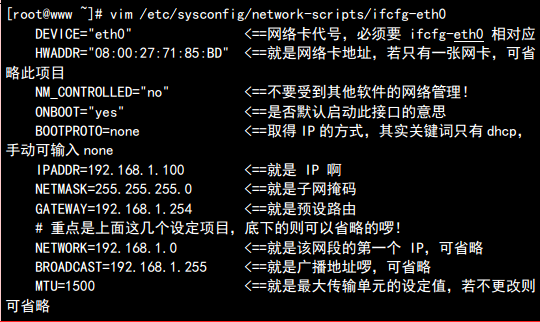 [root@www ~]# vim /etc/sysconfig/network-scripts/ifcfg-eth0
DEVICE="eth0" <==网络卡代号，必须要 ifcfg-eth0 相对应
HWADDR="08:00:27:71:85:BD" <==就是网络卡地址，若只有一张网卡，可省
略此项目
NM_CONTROLLED="no" <==不要受到其他软件的网络管理！
ONBOOT="yes" <==是否默认启动此接口的意思
BOOTPROTO=none <==取得IP的方式，其实关键词只有dhcp，
手动可输入none
IPADDR=192.168.1.100 <==就是 IP 啊
NETMASK=255.255.255.0 <==就是子网掩码
GATEWAY=192.168.1.254 <==就是预设路由
# 重点是上面这几个设定项目，底下的则可以省略的啰！
NETWORK=192.168.1.0 <==就是该网段的第一个 IP，可省略
BROADCAST=192.168.1.255 <==就是广播地址啰，可省略
MTU=1500 <==就是最大传输单元的设定值，若不更改则
可省略